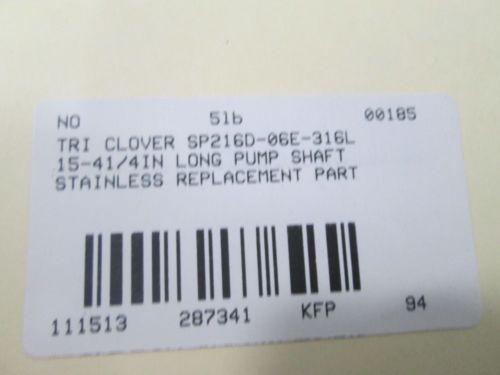 NO 5lb 00185
TRI CLOVER SP216D-06E-316L
15-41/4IN LONG PUMP SHAFT
STAINLESS REPLACEMENT PART
111513 287341 KFP 94